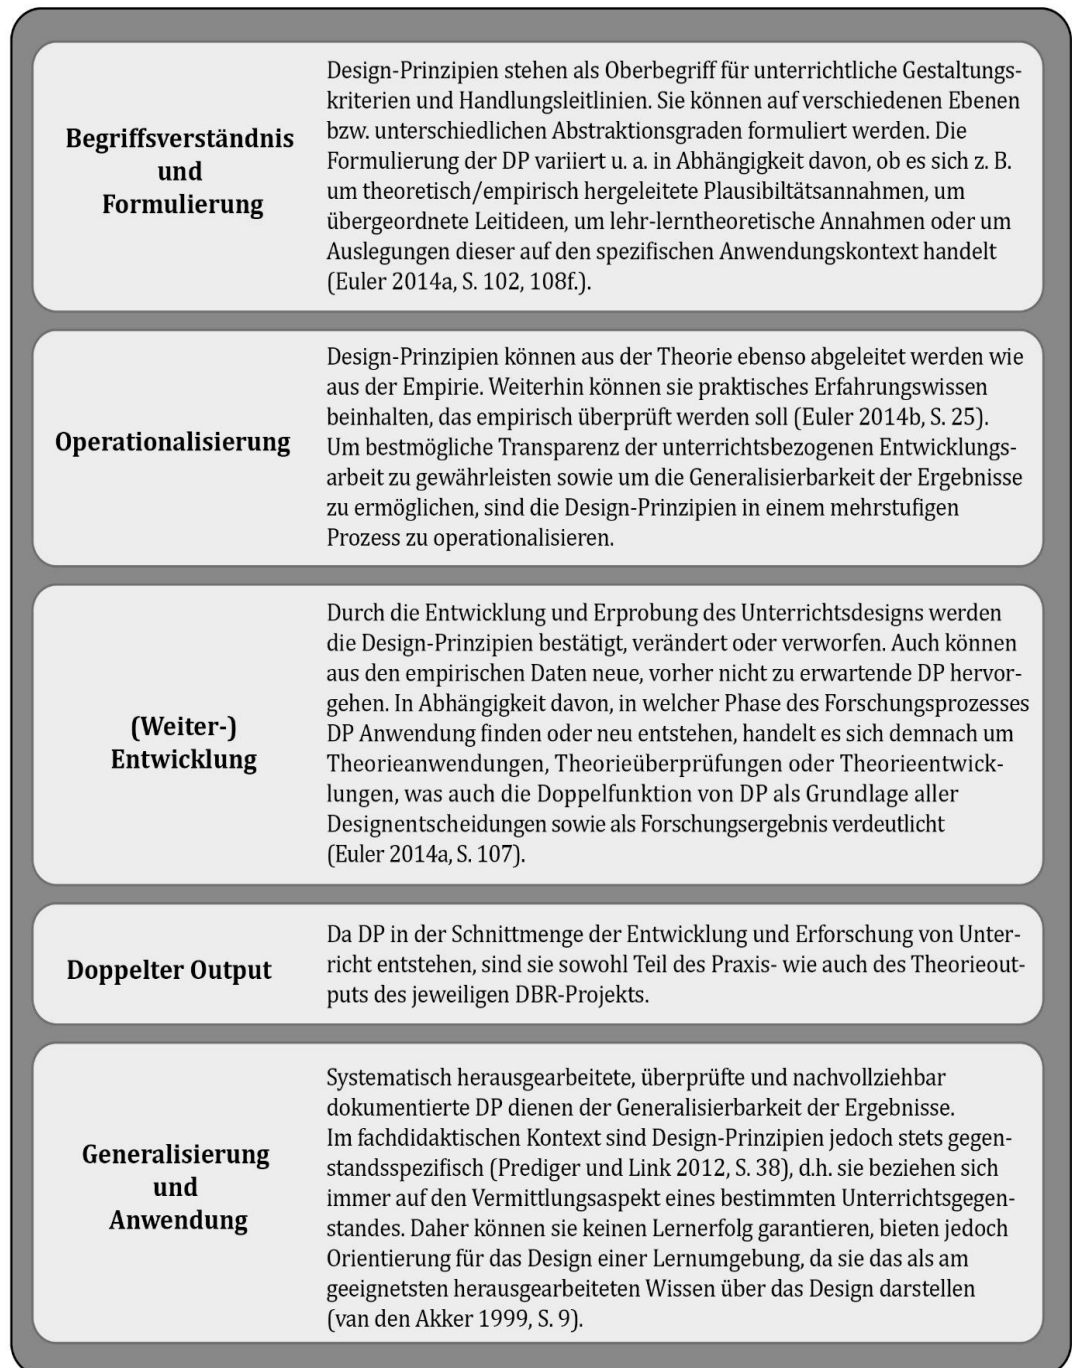 Begriffsverständnis
und
Formulierung
Design-Prinzipien stehen als Oberbegriff für unterrichtliche Gestaltungs-
kriterien und Handlungsleitlinien. Sie können auf verschiedenen Ebenen
bzw. unterschiedlichen Abstraktionsgraden formuliert werden. Die
Formulierung der DP variiert u. a. in Abhängigkeit davon, ob es sich z. B.
um theoretisch/empirisch hergeleitete Plausibiltätsannahmen, um
übergeordnete Leitideen, um lehr-lerntheoretische Annahmen oder um
Auslegungen dieser auf den spezifischen Anwendungskontext handelt
(Euler 2014a, S. 102, 108f.).
Operationalisierung
Design-Prinzipien können aus der Theorie ebenso abgeleitet werden wie
aus der Empirie. Weiterhin können sie praktisches Erfahrungswissen
beinhalten, das empirisch überprüft werden soll (Euler 2014b, S. 25).
Um bestmögliche Transparenz der unterrichtsbezogenen Entwicklungs-
arbeit zu gewährleisten sowie um die Generalisierbarkeit der Ergebnisse
zu ermöglichen, sind die Design-Prinzipien in einem mehrstufigen
Prozess zu operationalisieren.
(Weiter-)
Entwicklung
Durch die Entwicklung und Erprobung des Unterrichtsdesigns werden
die Design-Prinzipien bestätigt, verändert oder verworfen. Auch können
aus den empirischen Daten neue, vorher nicht zu erwartende DP hervor-
gehen. In Abhängigkeit davon, in welcher Phase des Forschungsprozesses
DP Anwendung finden oder neu entstehen, handelt es sich demnach um
Theorieanwendungen, Theorieüberprüfungen oder Theorieentwick-
lungen, was auch die Doppelfunktion von DP als Grundlage aller
Designentscheidungen sowie als Forschungsergebnis verdeutlicht
(Euler 2014a, S. 107).
Doppelter Output
Da DP in der Schnittmenge der Entwicklung und Erforschung von Unter-
richt entstehen, sind sie sowohl Teil des Praxis- wie auch des Theorieout-
puts des jeweiligen DBR-Projekts.
Generalisierung
und
Anwendung
Systematisch herausgearbeitete, überprüfte und nachvollziehbar
dokumentierte DP dienen der Generalisierbarkeit der Ergebnisse.
Im fachdidaktischen Kontext sind Design-Prinzipien jedoch stets gegen-
standsspezifisch (Prediger und Link 2012, S. 38), d.h. sie beziehen sich
immer auf den Vermittlungsaspekt eines bestimmten Unterrichtsgegen-
standes. Daher können sie keinen Lernerfolg garantieren, bieten jedoch
Orientierung für das Design einer Lernumgebung, da sie das als am
geeignetsten herausgearbeiteten Wissen über das Design darstellen
(van den Akker 1999, S. 9).